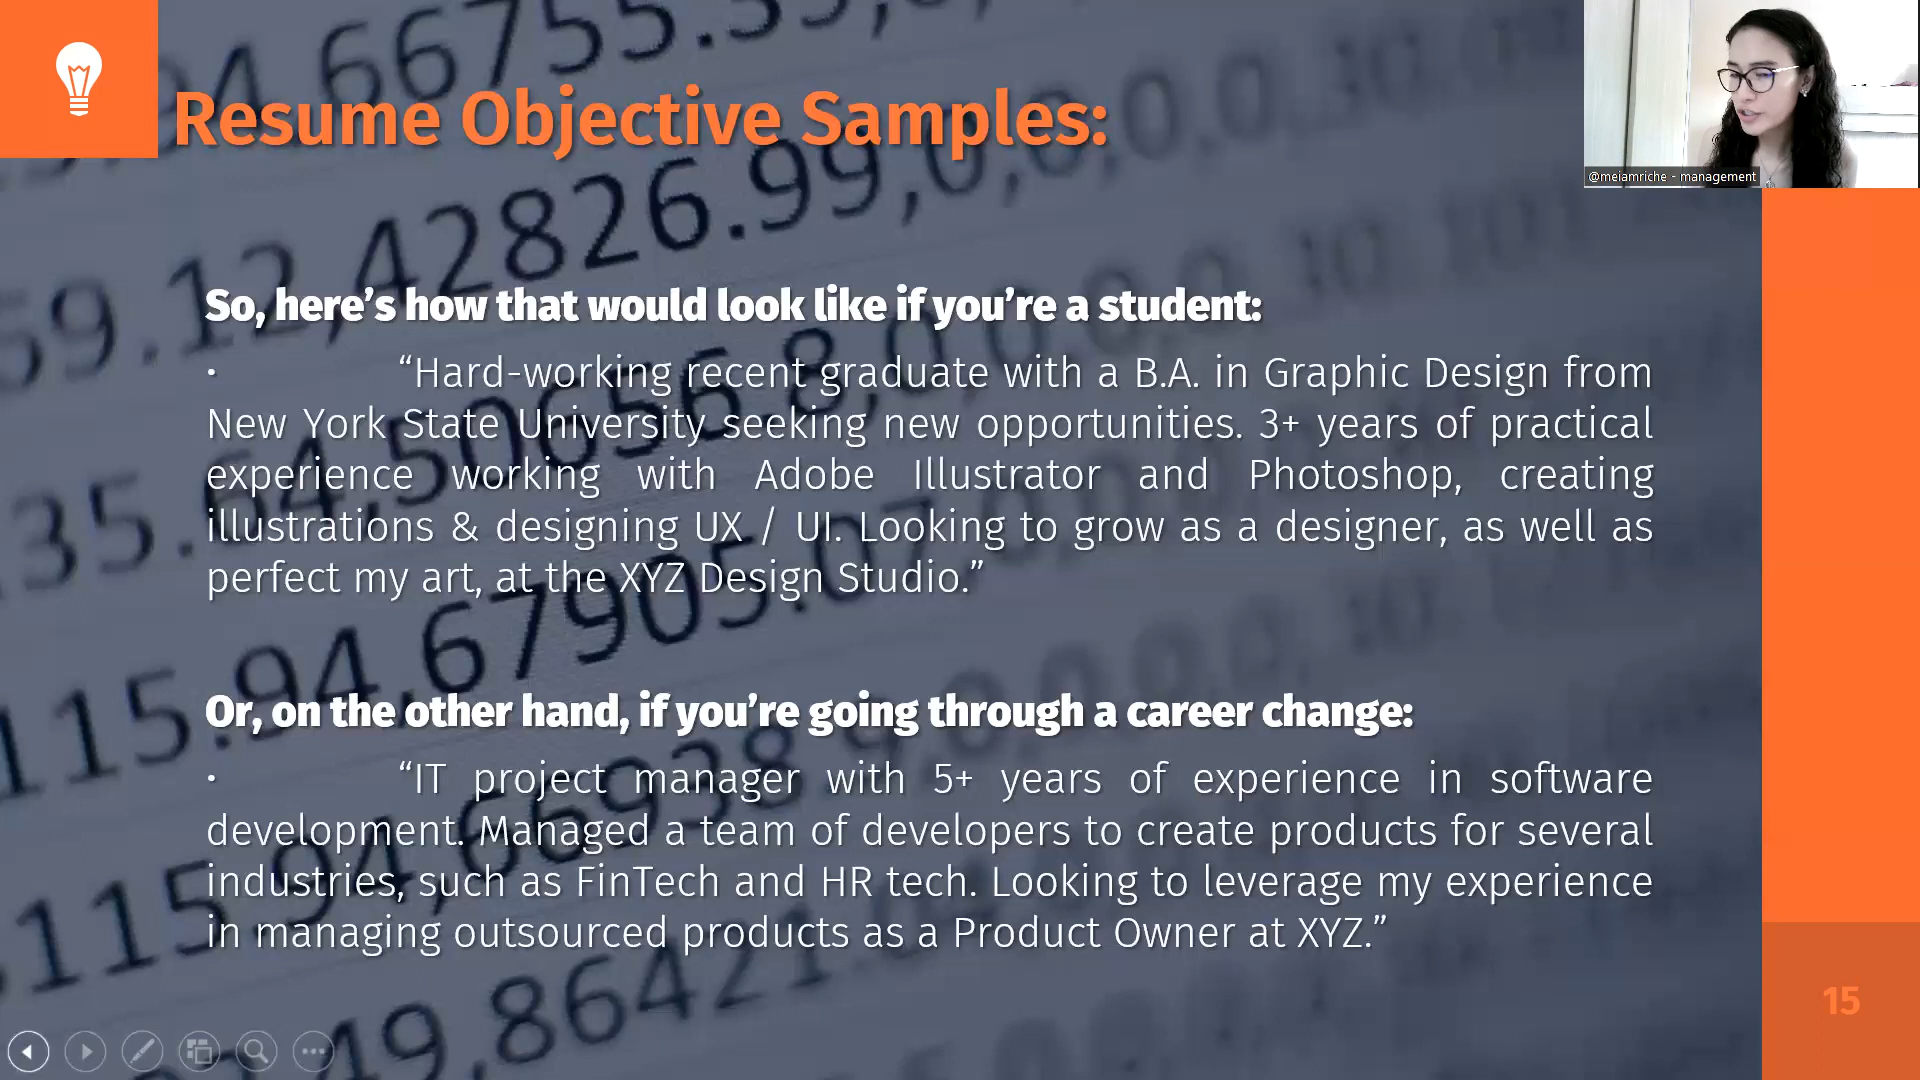 Resume Objective Samples:
@meiamriche - management
So, here’s how that would look like if you’re a student:
• “Hard-working recent graduate with a B.A. in Graphic Design from
New York State University seeking new opportunities. 3+ years of practical
experience working with Adobe Illustrator and Photoshop, creating
illustrations & designing UX / UI. Looking to grow as a designer, as well as
perfect my art, at the XYZ Design Studio.”
Or, on the other hand, if you’re going through a career change:
• “IT project manager with 5+ years of experience in software
development. Managed a team of developers to create products for several
industries, such as FinTech and HR tech. Looking to leverage my experience
in managing outsourced products as a Product Owner at XYZ.”
15